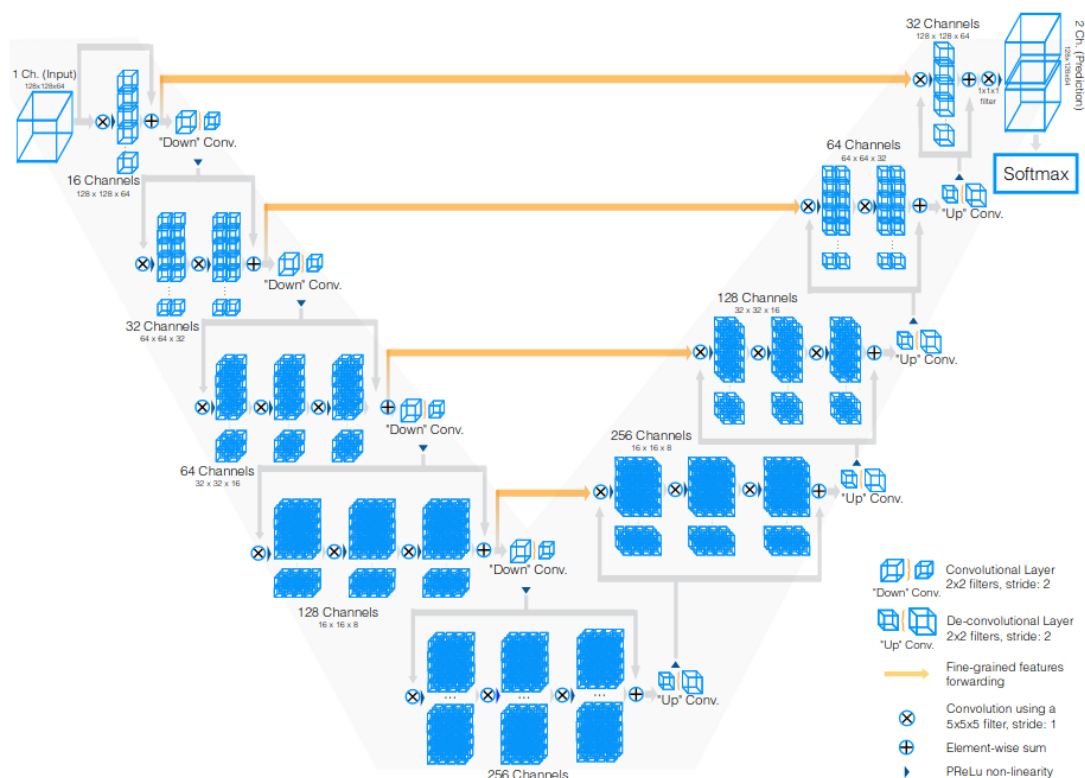 1 Ch. (Input)
128x128x64
"Down" Conv.
16 Channels
128 x 128 x 64
"Down" Conv.
32 Channels
64 x 64 x 32
"Down" Conv.
64 Channels
32 x 32 x 16
"Down" Conv.
128 Channels
16 x 16 x 8
...
...
...
256 Channels
"Up" Conv.
256 Channels
16 x 16 x 8
"Up" Conv.
128 Channels
32 x 32 x 16
"Up" Conv.
64 Channels
64 x 64 x 32
"Up" Conv.
32 Channels
128 x 128 x 64
1x1x1
filter
2 Ch. (Prediction)
128x128x64
Softmax
"Down" Conv.
Convolutional Layer
2x2 filters, stride: 2
"Up" Conv.
De-convolutional Layer
2x2 filters, stride: 2
Fine-grained features
forwarding
Convolution using a
5x5x5 filter, stride: 1
Element-wise sum
PReLu non-linearity